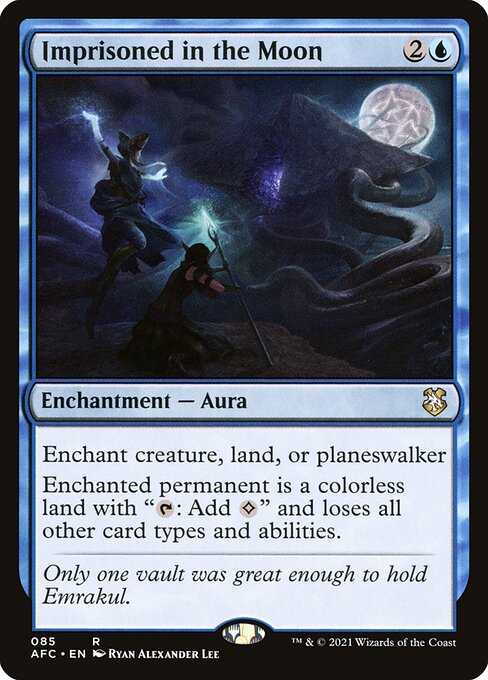 Imprisoned in the Moon 2
Enchantment — Aura
Enchant creature, land, or planeswalker
Enchanted permanent is a colorless
land with “: Add ” and loses all
other card types and abilities.
Only one vault was great enough to hold
Emrakul.
085 R
AFC • EN Ryan Alexander Lee
™ & © 2021 Wizards of the Coast